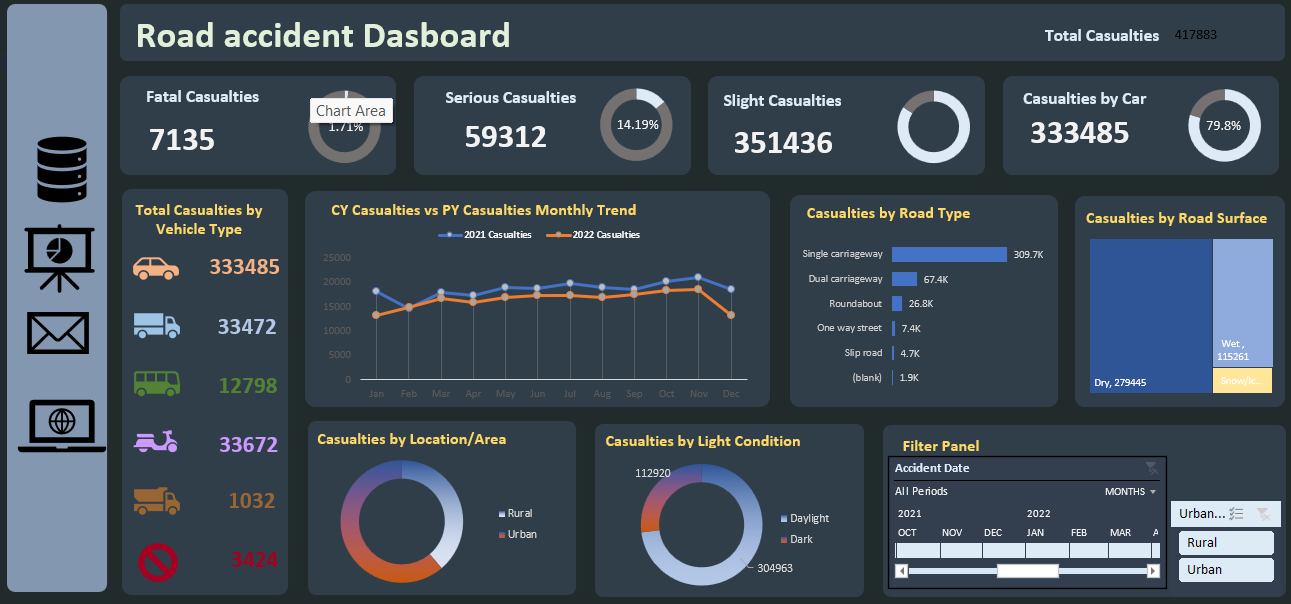 Road accident Dasboard
Total Casualties 417883
Fatal Casualties
7135
Chart Area
1.71%
Serious Casualties
59312
14.19%
Slight Casualties
351436
Casualties by Car
333485
79.8%
Total Casualties by
Vehicle Type
333485
33472
12798
33672
1032
3424
CY Casualties vs PY Casualties Monthly Trend
2021 Casualties 2022 Casualties
25000
20000
15000
10000
5000
0
Jan Feb Mar Apr May Jun Jul Aug Sep Oct Nov Dec
Casualties by Road Type
Single carriageway 309.7K
Dual carriageway 67.4K
Roundabout 26.8K
One way street 7.4K
Slip road 4.7K
(blank) 1.9K
Casualties by Road Surface
Wet ,
115261
Dry, 279445
Snow/Ic...
Casualties by Location/Area
Rural
Urban
Casualties by Light Condition
112920
Daylight
Dark
304963
Filter Panel
Accident Date
All Periods MONTHS
2021 2022
OCT NOV DEC JAN FEB MAR A
Urban...
Rural
Urban